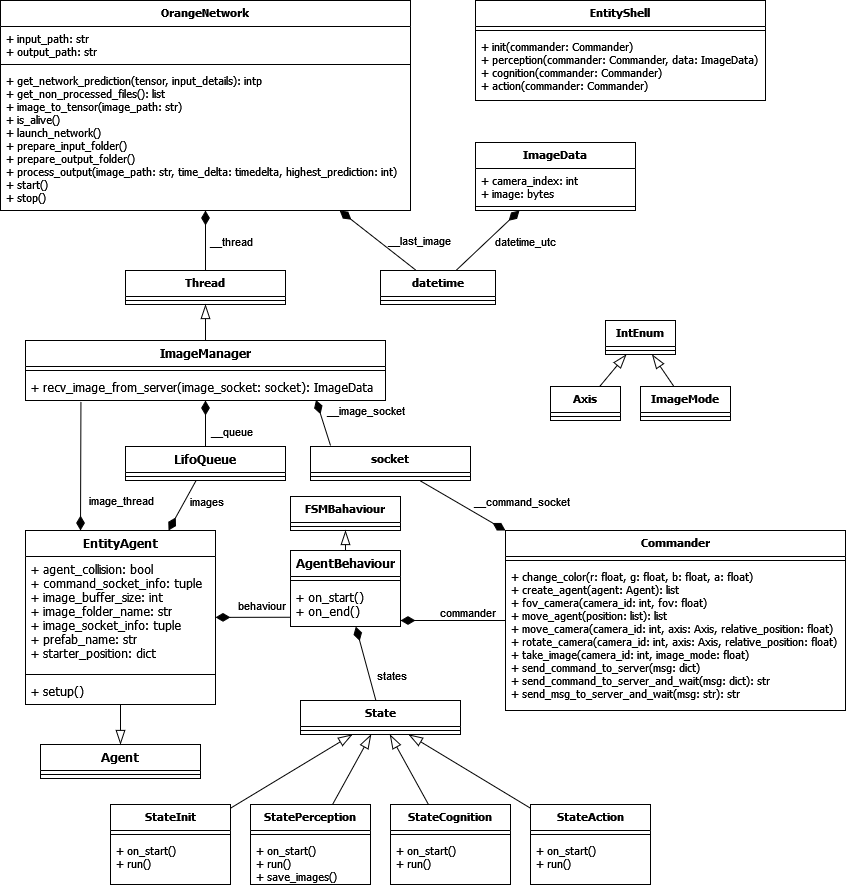 OrangeNetwork
+ input_path: str
+ output_path: str
+ get_network_prediction(tensor, input_details): intp
+ get_non_processed_files(): list
+ image_to_tensor(image_path: str)
+ is_alive()
+ launch_network()
+ prepare_input_folder()
+ prepare_output_folder()
+ process_output(image_path: str, time_delta: timedelta, highest_prediction: int)
+ start()
+ stop()
EntityShell
+ init(commander: Commander)
+ perception(commander: Commander, data: ImageData)
+ cognition(commander: Commander)
+ action(commander: Commander)
ImageData
+ camera_index: int
+ image: bytes
__thread
__last_image
datetime_utc
Thread
datetime
ImageManager
+ recv_image_from_server(image_socket: socket): ImageData
IntEnum
Axis
ImageMode
__image_socket
__queue
LifoQueue
socket
image_thread
images
__command_socket
FSMBahaviour
EntityAgent
+ agent_collision: bool
+ command_socket_info: tuple
+ image_buffer_size: int
+ image_folder_name: str
+ image_socket_info: tuple
+ prefab_name: str
+ starter_position: dict
+ setup()
behaviour
AgentBehaviour
+ on_start()
+ on_end()
commander
Commander
+ change_color(r: float, g: float, b: float, a: float)
+ create_agent(agent: Agent): list
+ fov_camera(camera_id: int, fov: float)
+ move_agent(position: list): list
+ move_camera(camera_id: int, axis: Axis, relative_position: float)
+ rotate_camera(camera_id: int, axis: Axis, relative_position: float)
+ take_image(camera_id: int, image_mode: float)
+ send_command_to_server(msg: dict)
+ send_command_to_server_and_wait(msg: dict): str
+ send_msg_to_server_and_wait(msg: str): str
states
State
Agent
StateInit
+ on_start()
+ run()
StatePerception
+ on_start()
+ run()
+ save_images()
StateCognition
+ on_start()
+ run()
StateAction
+ on_start()
+ run()